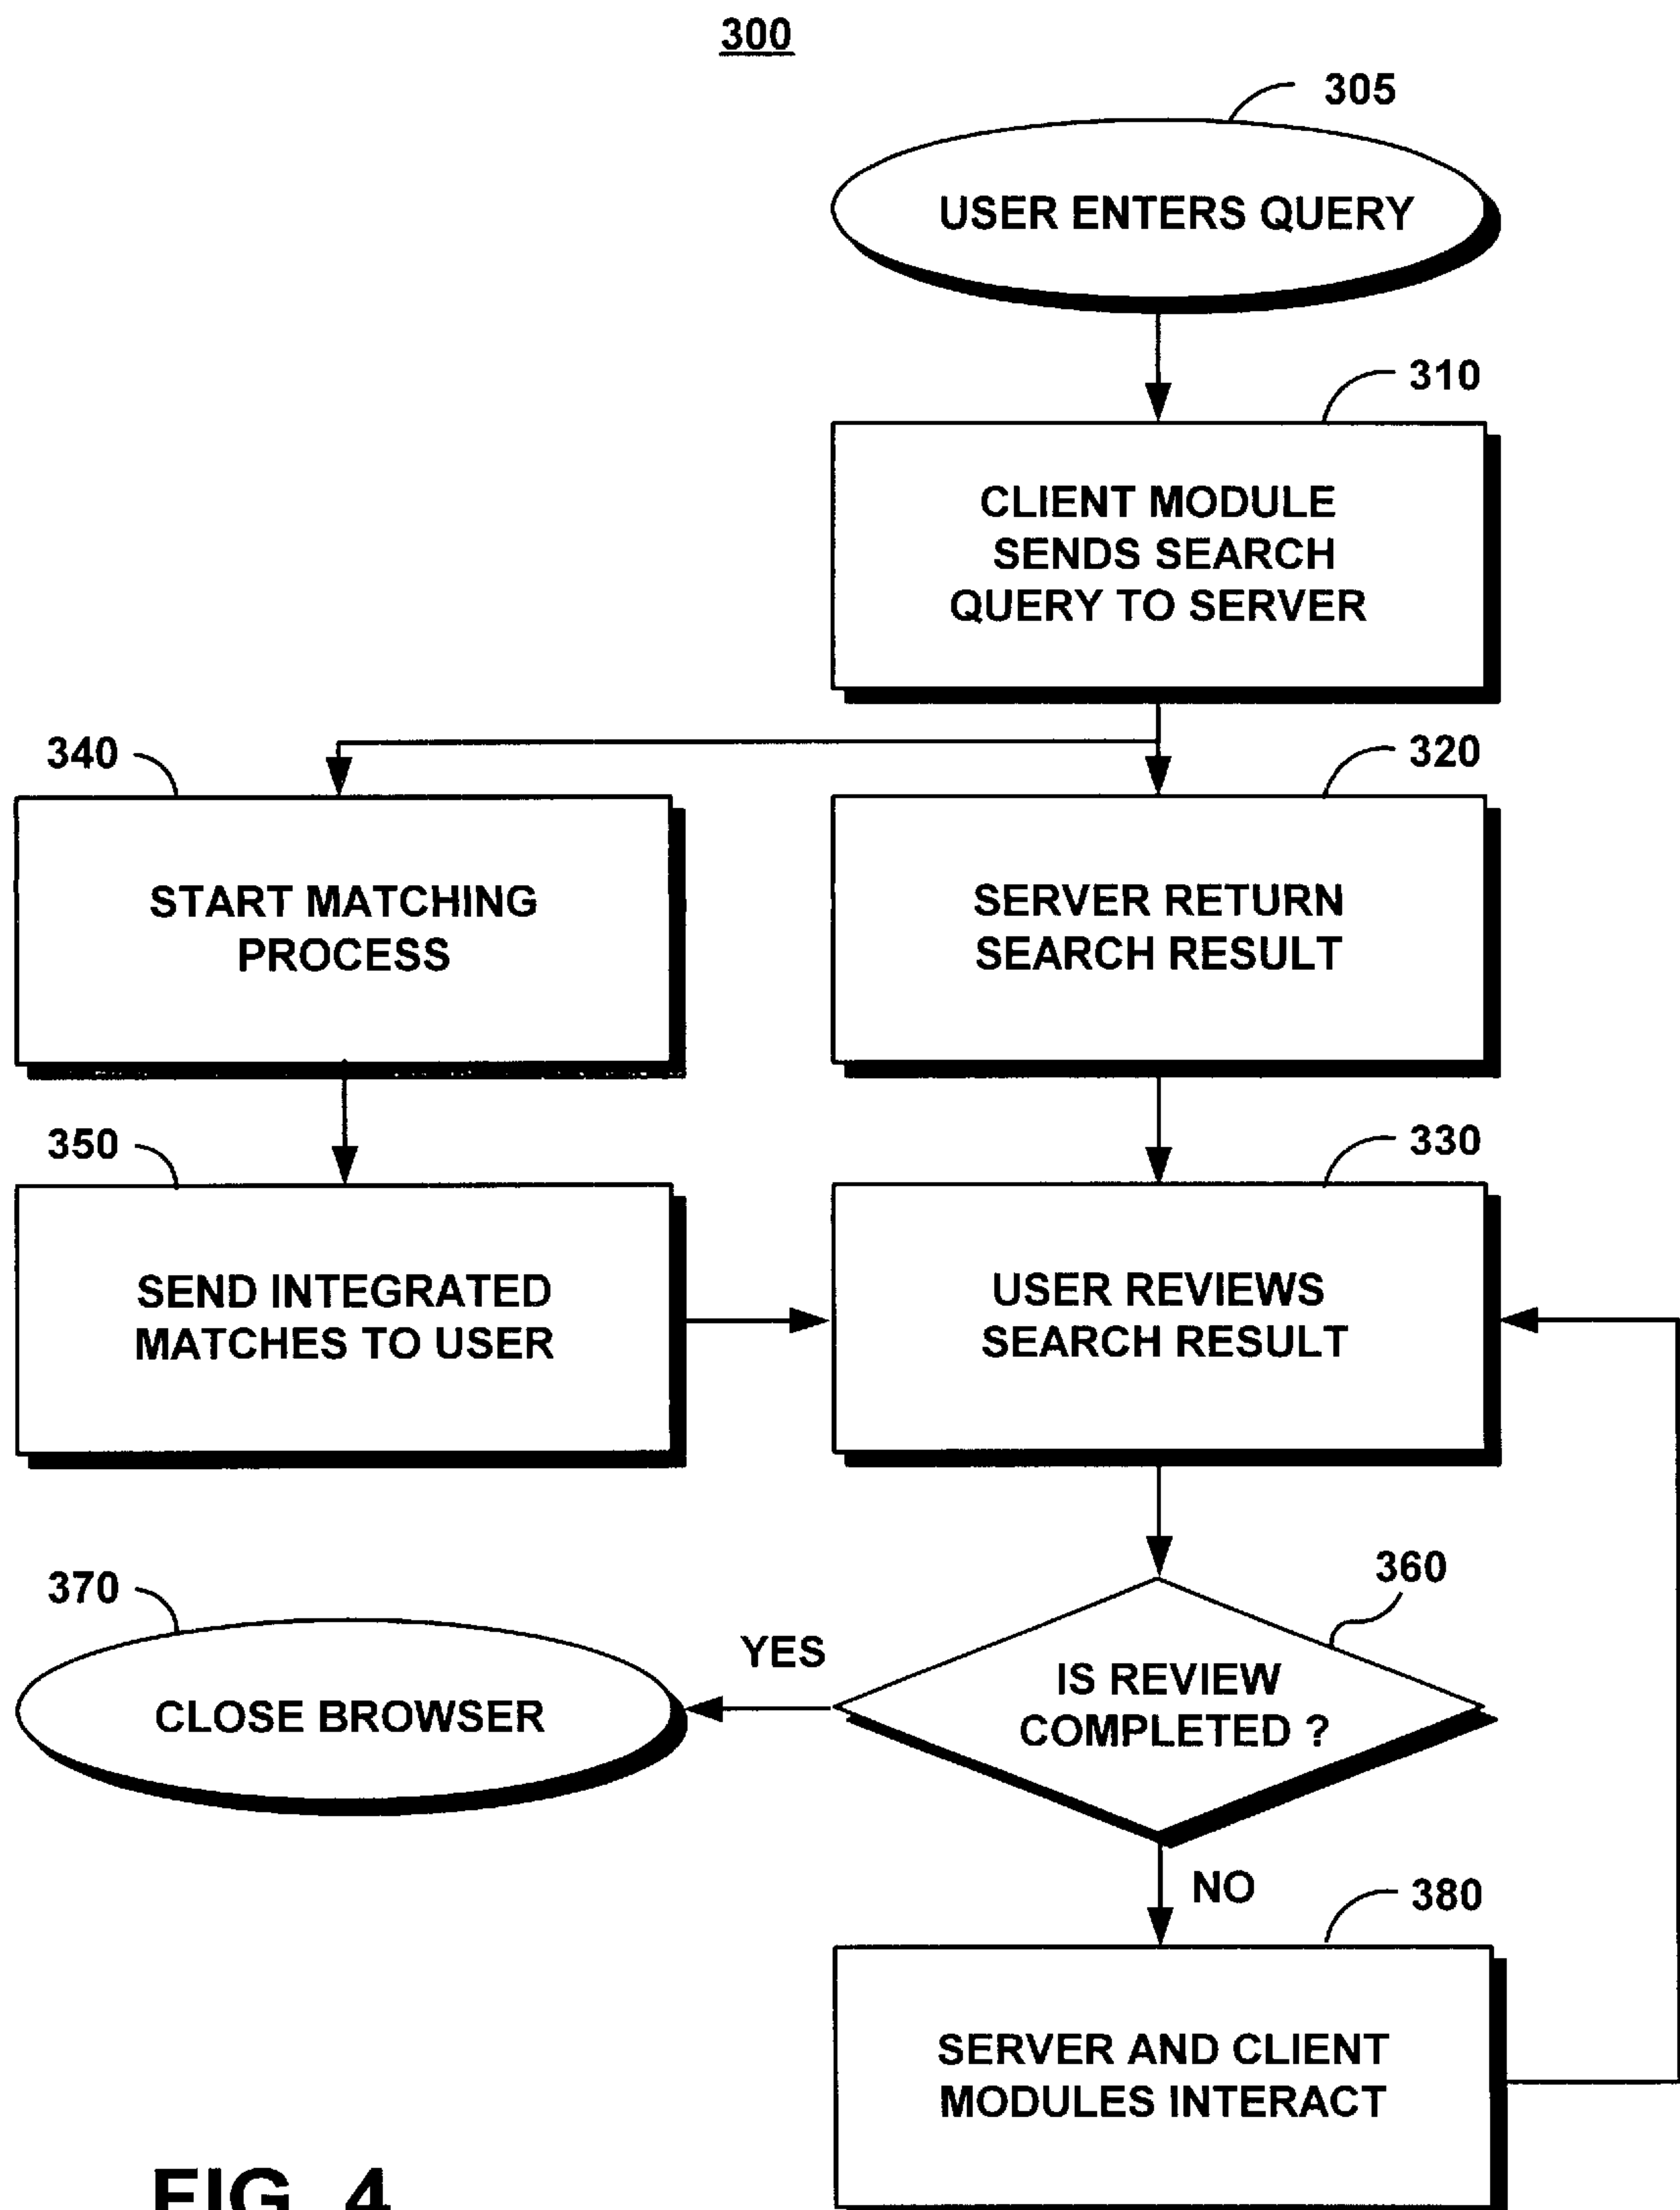 300
305
USER ENTERS QUERY
310
CLIENT MODULE
SENDS SEARCH
QUERY TO SERVER
340
320
START MATCHING
PROCESS
SERVER RETURN
SEARCH RESULT
350
330
SEND INTEGRATED
MATCHES TO USER
USER REVIEWS
SEARCH RESULT
370
360
YES
CLOSE BROWSER
IS REVIEW
COMPLETED ?
NO
380
SERVER AND CLIENT
MODULES INTERACT
FIG. 4